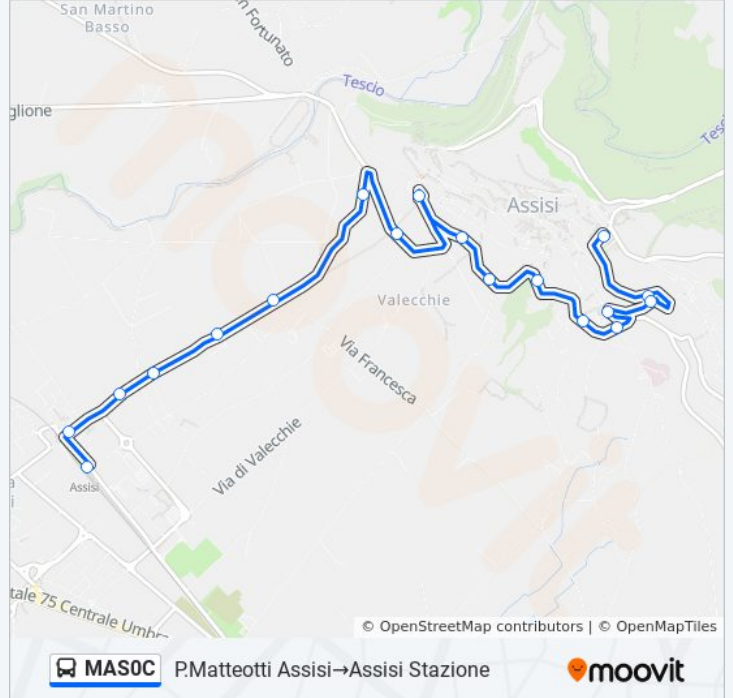 San Martino
Basso
n Fortunato
Tescio
glione
Tesc
Assisi
Valecchie
Via Francesca
Via di Valecchie
Assisi
a
i
tale 75 Centrale Umbr
© OpenStreetMap contributors | © OpenMapTiles
MAS0C P.Matteotti Assisi→Assisi Stazione
moovit
moovit